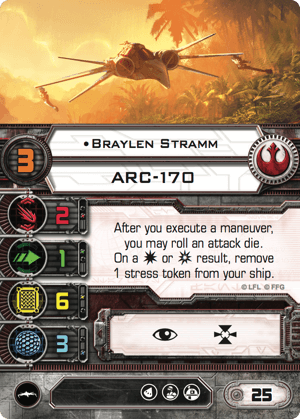 •Braylen Stramm
3
ARC-170
2
1
6
3
After you execute a maneuver,
you may roll an attack die.
On a or result, remove
1 stress token from your ship.
© LFL © FFG
25